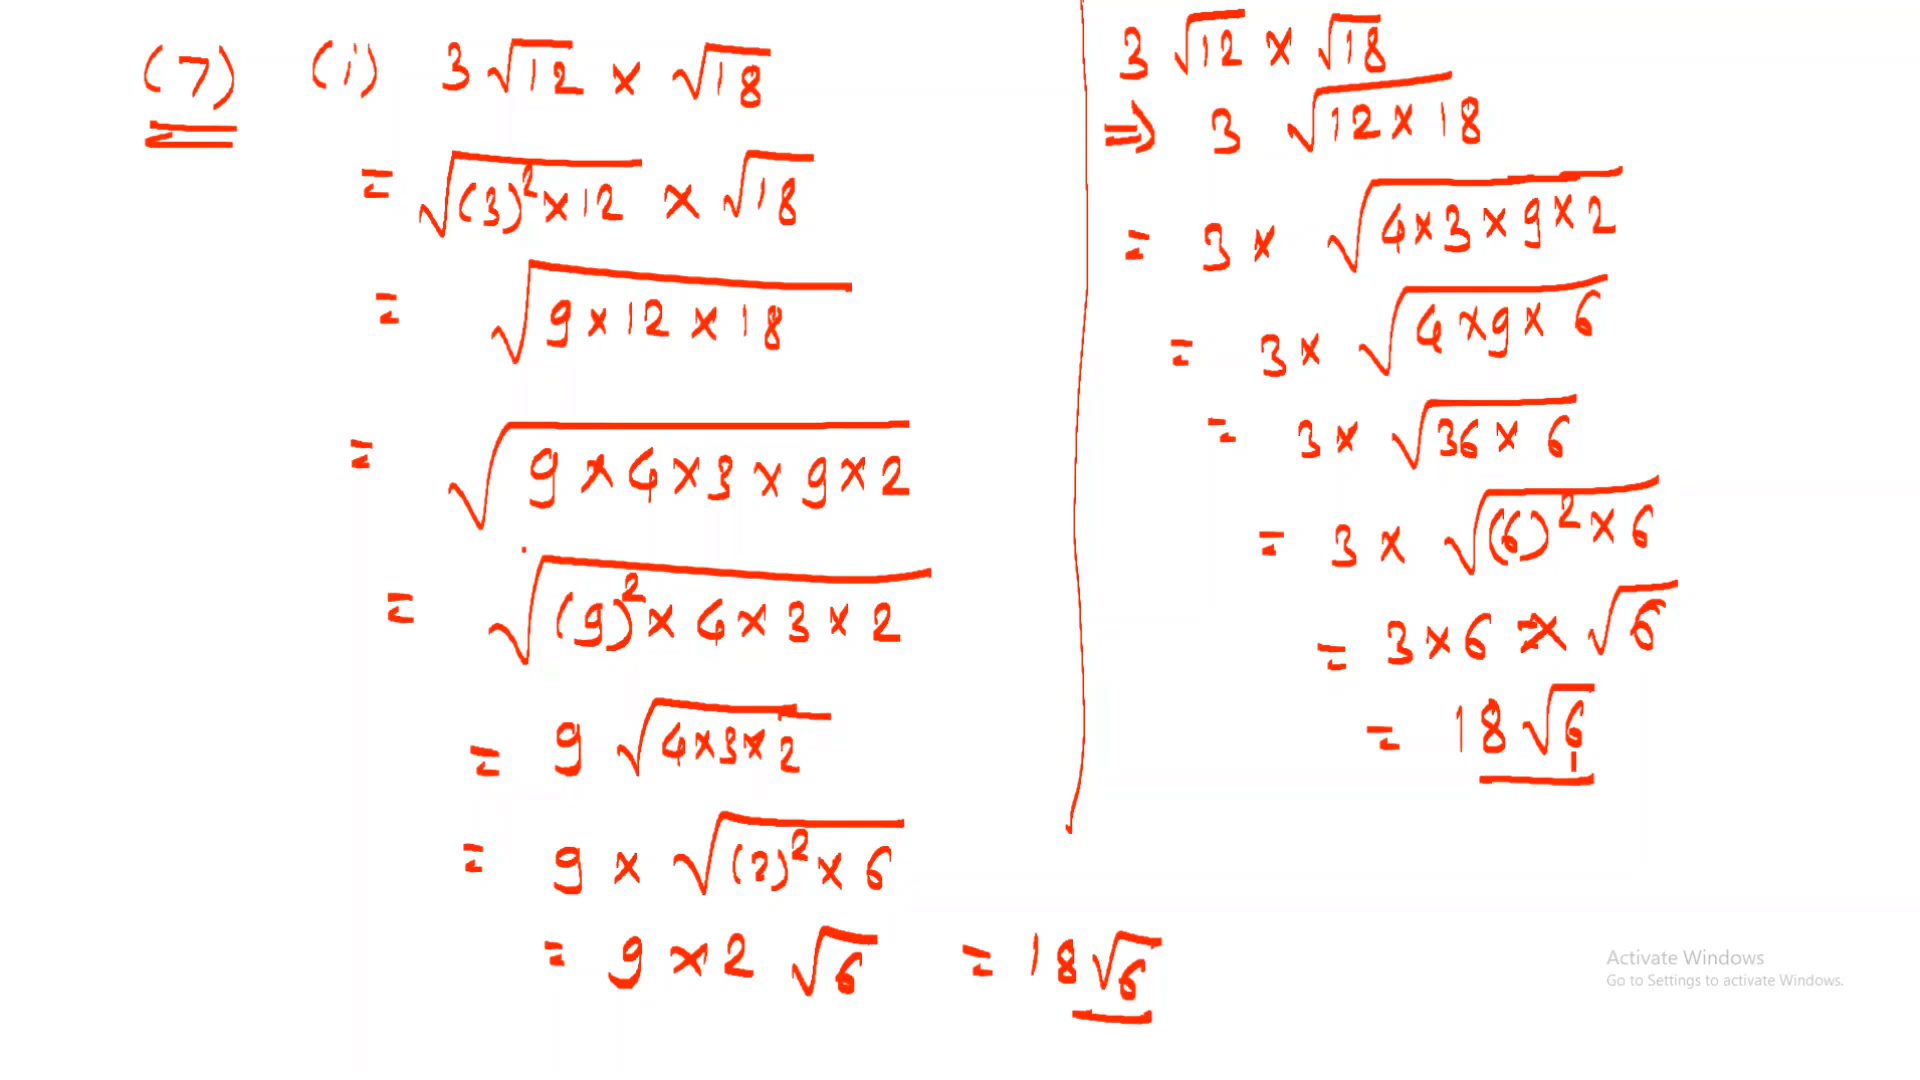 (7) (i) 3 √12 × √18
= √(3)² × 12 × √18
= √9 × 12 × 18
= √9 × 4 × 3 × 9 × 2
= √(9)² × 4 × 3 × 2
= 9 √4 × 3 × 2
= 9 × √(2)² × 6
= 9 × 2 √6 = 18 √6
3 √12 × √18
⇒ 3 √12 × 18
= 3 × √4 × 3 × 9 × 2
= 3 × √4 × 9 × 6
= 3 × √36 × 6
= 3 × √(6)² × 6
= 3 × 6 × √6
= 18 √6
Activate Windows
Go to Settings to activate Windows.